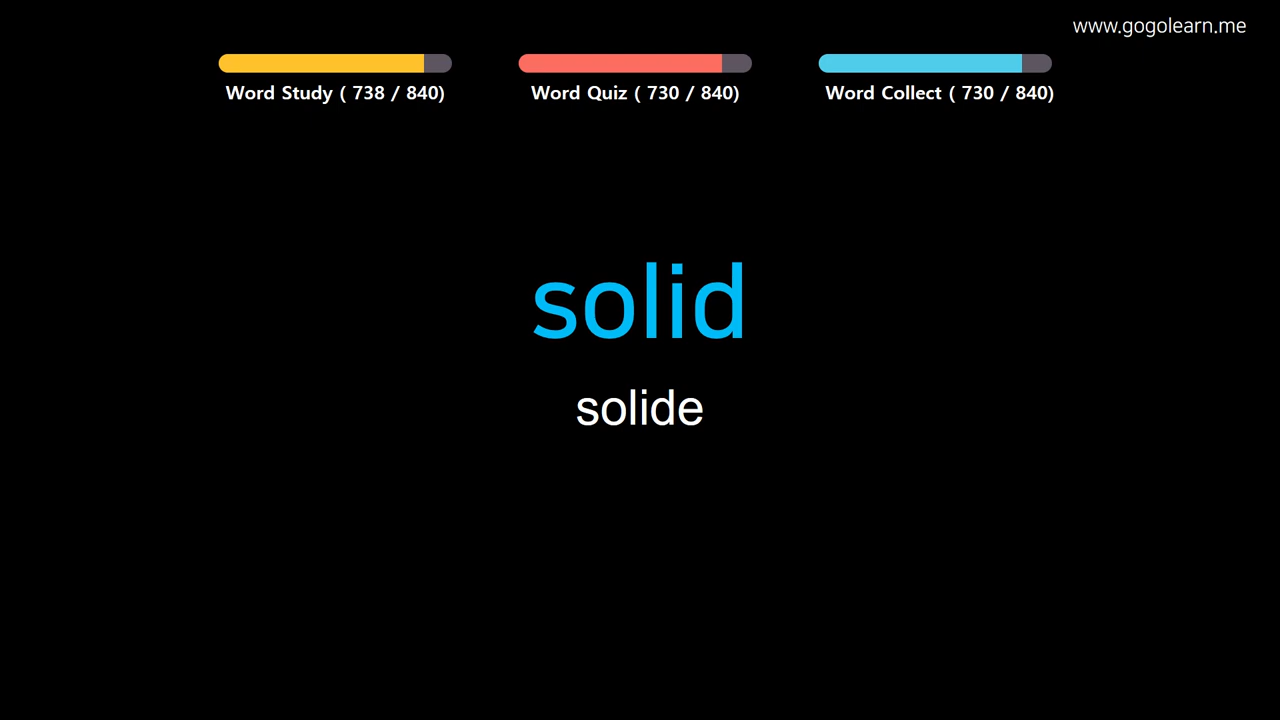 www.gogolearn.me
Word Study ( 738 / 840)
Word Quiz ( 730 / 840)
Word Collect ( 730 / 840)
solid
solide